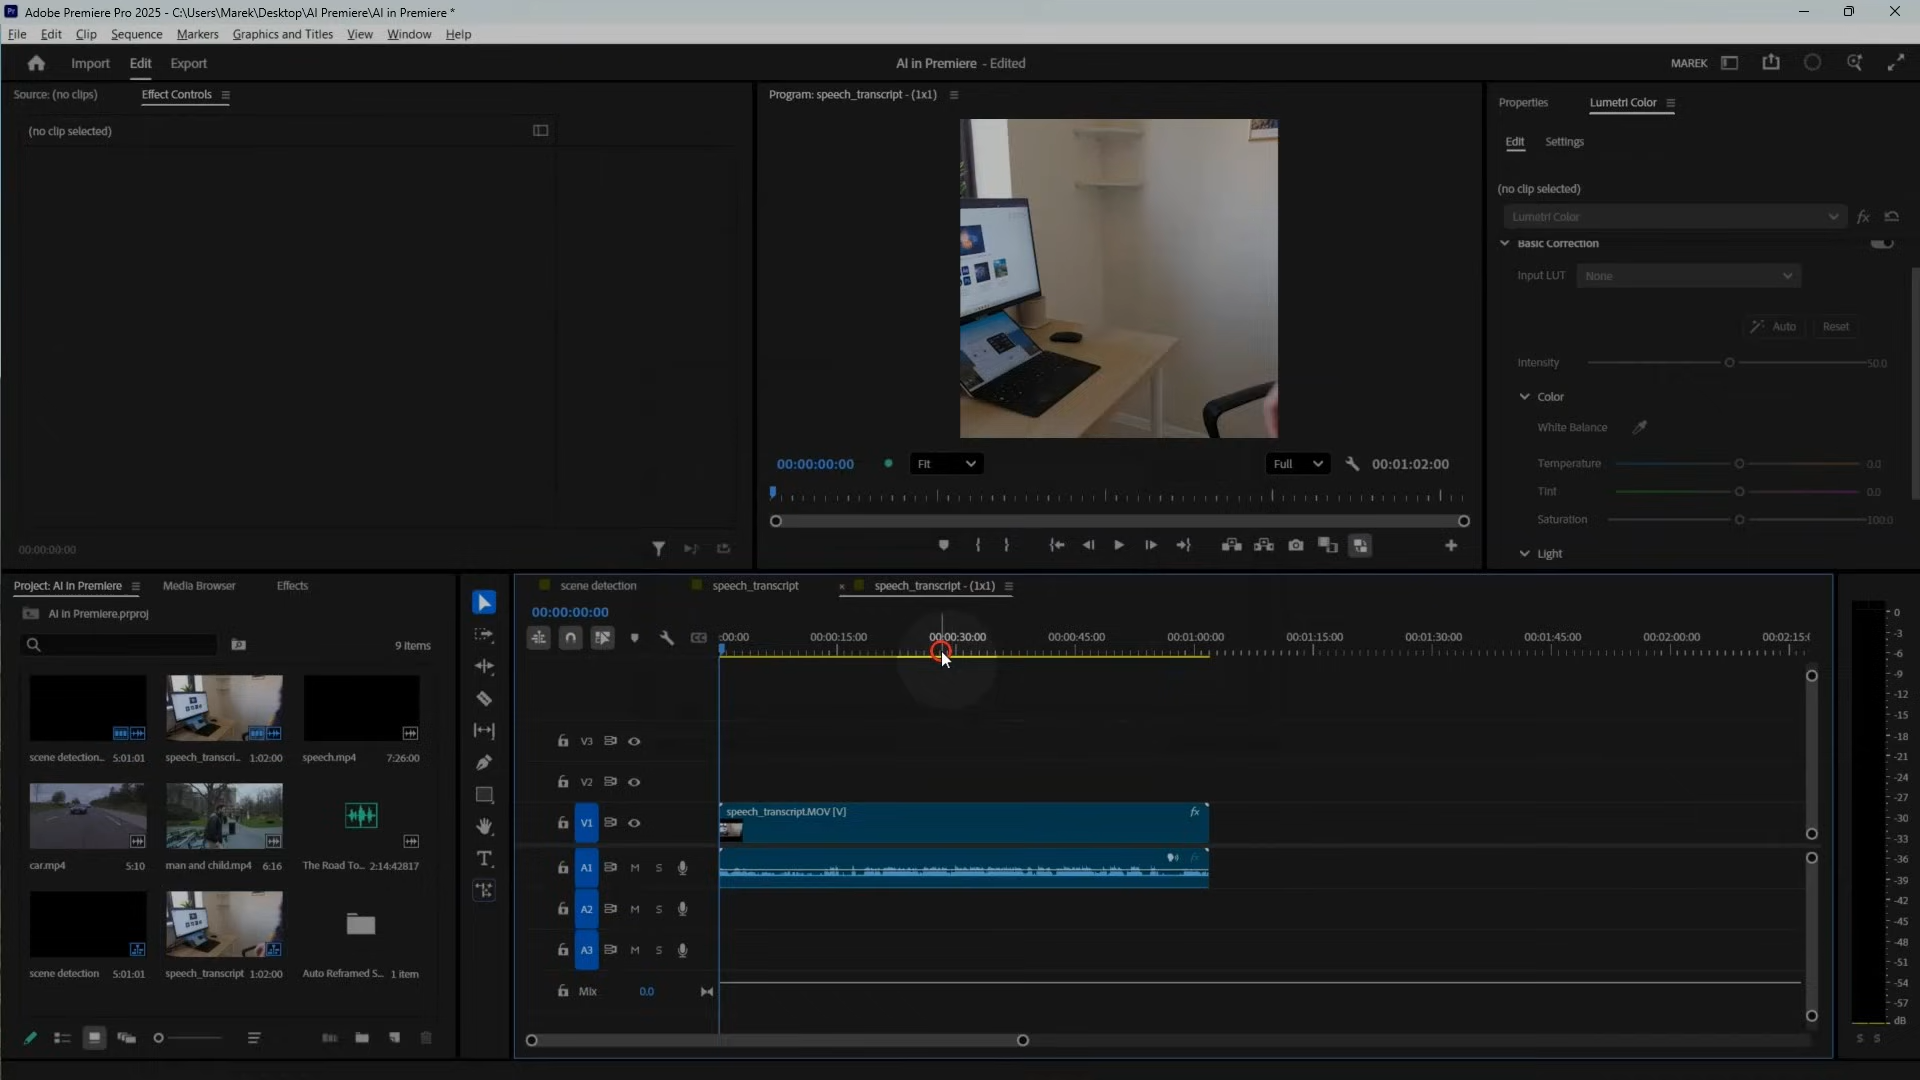 Adobe Premiere Pro 2025 - C:\Users\Marek\Desktop\AI Premiere\AI in Premiere *
File Edit Clip Sequence Markers Graphics and Titles View Window Help
Import Edit Export
AI in Premiere - Edited
MAREK
Source: (no clips)
Effect Controls
(no clip selected)
00:00:00:00
Program: speech_transcript - (1x1)
00:00:00:00
Fit
Full
00:01:02:00
Properties
Lumetri Color
Edit
Settings
(no clip selected)
Lumetri Color
fx
Basic Correction
Input LUT
None
Auto
Reset
Intensity
50.0
Color
White Balance
Temperature
0.0
Tint
0.0
Saturation
100.0
Light
Project: AI in Premiere
Media Browser
Effects
AI in Premiere.prproj
9 Items
scene detection... 5:01:01
speech_transcri... 1:02:00
speech.mp4 7:26:00
car.mp4 5:10
man and child.mp4 6:16
The Road To... 2:14:42817
scene detection 5:01:01
speech_transcript 1:02:00
Auto Reframed S... 1 item
scene detection
speech_transcript
× speech_transcript - (1x1)
00:00:00:00
:00:00
00:00:15:00
00:00:30:00
00:00:45:00
00:01:00:00
00:01:15:00
00:01:30:00
00:01:45:00
00:02:00:00
00:02:15:
V3
V2
V1
speech_transcript.MOV [V]
fx
A1 M S
fx
A2 M S
A3 M S
Mix 0.0
0
-3
-6
-9
-12
-15
-18
-21
-24
-27
-30
-33
-36
-39
-42
-45
-48
-51
-54
-57
dB
S S